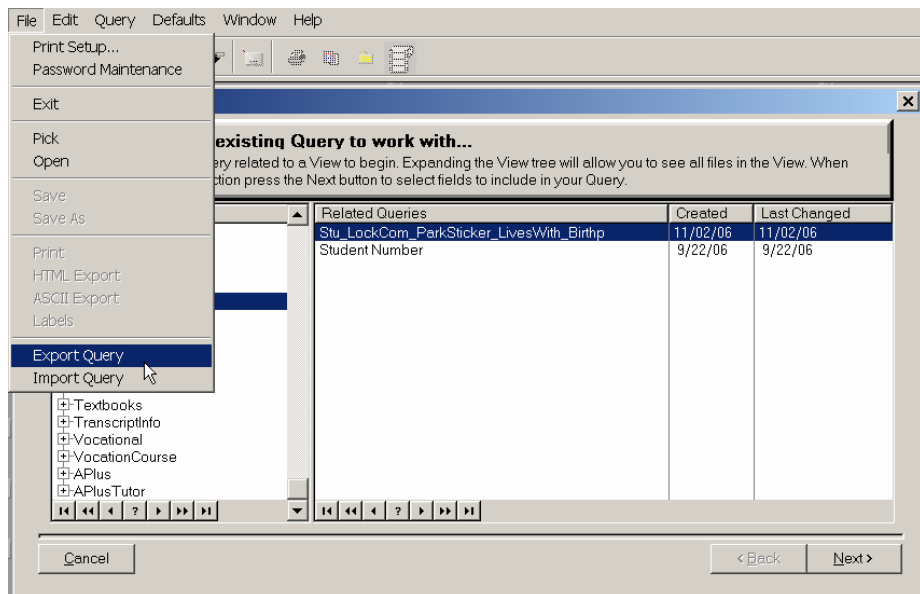 File Edit Query Defaults Window Help
Print Setup...
Password Maintenance
Exit
Pick
Open
Save
Save As
Print
HTML Export
ASCII Export
Labels
Export Query
Import Query
existing Query to work with...
ery related to a View to begin. Expanding the View tree will allow you to see all files in the View. When
ction press the Next button to select fields to include in your Query.
Related Queries Created Last Changed
Stu_LockCom_ParkSticker_LivesWith_Birthp 11/02/06 11/02/06
Student Number 9/22/06 9/22/06
Textbooks
TranscriptInfo
Vocational
VocationCourse
APlus
APlusTutor
? ?
Cancel < Back Next >